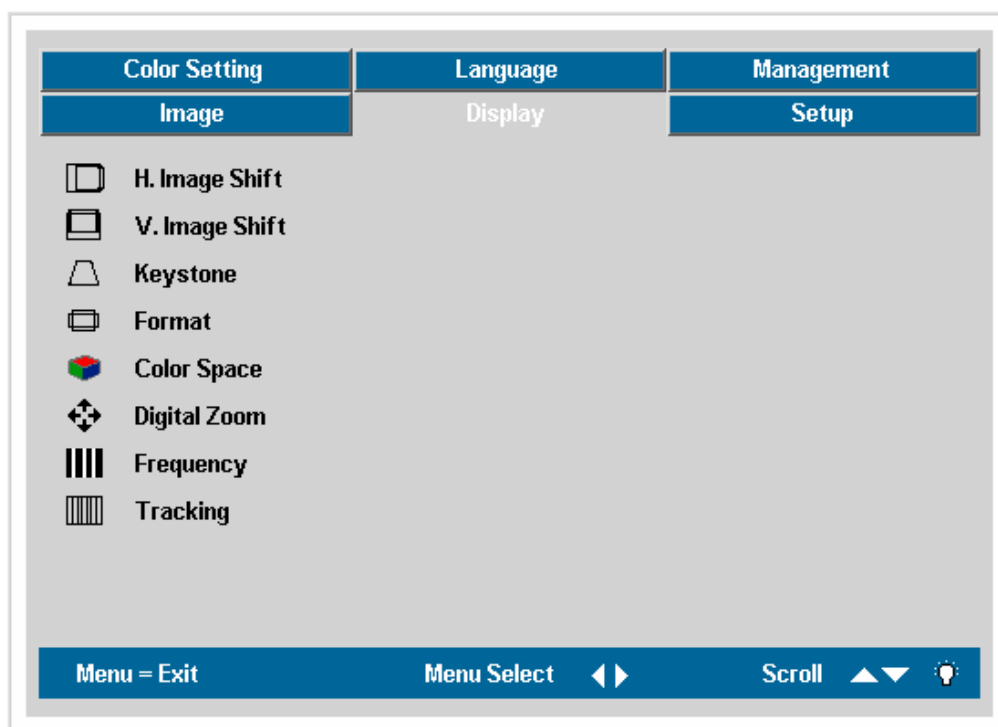 Color Setting Language Management
Image Display Setup
H. Image Shift
V. Image Shift
Keystone
Format
Color Space
Digital Zoom
Frequency
Tracking
Menu = Exit Menu Select Scroll